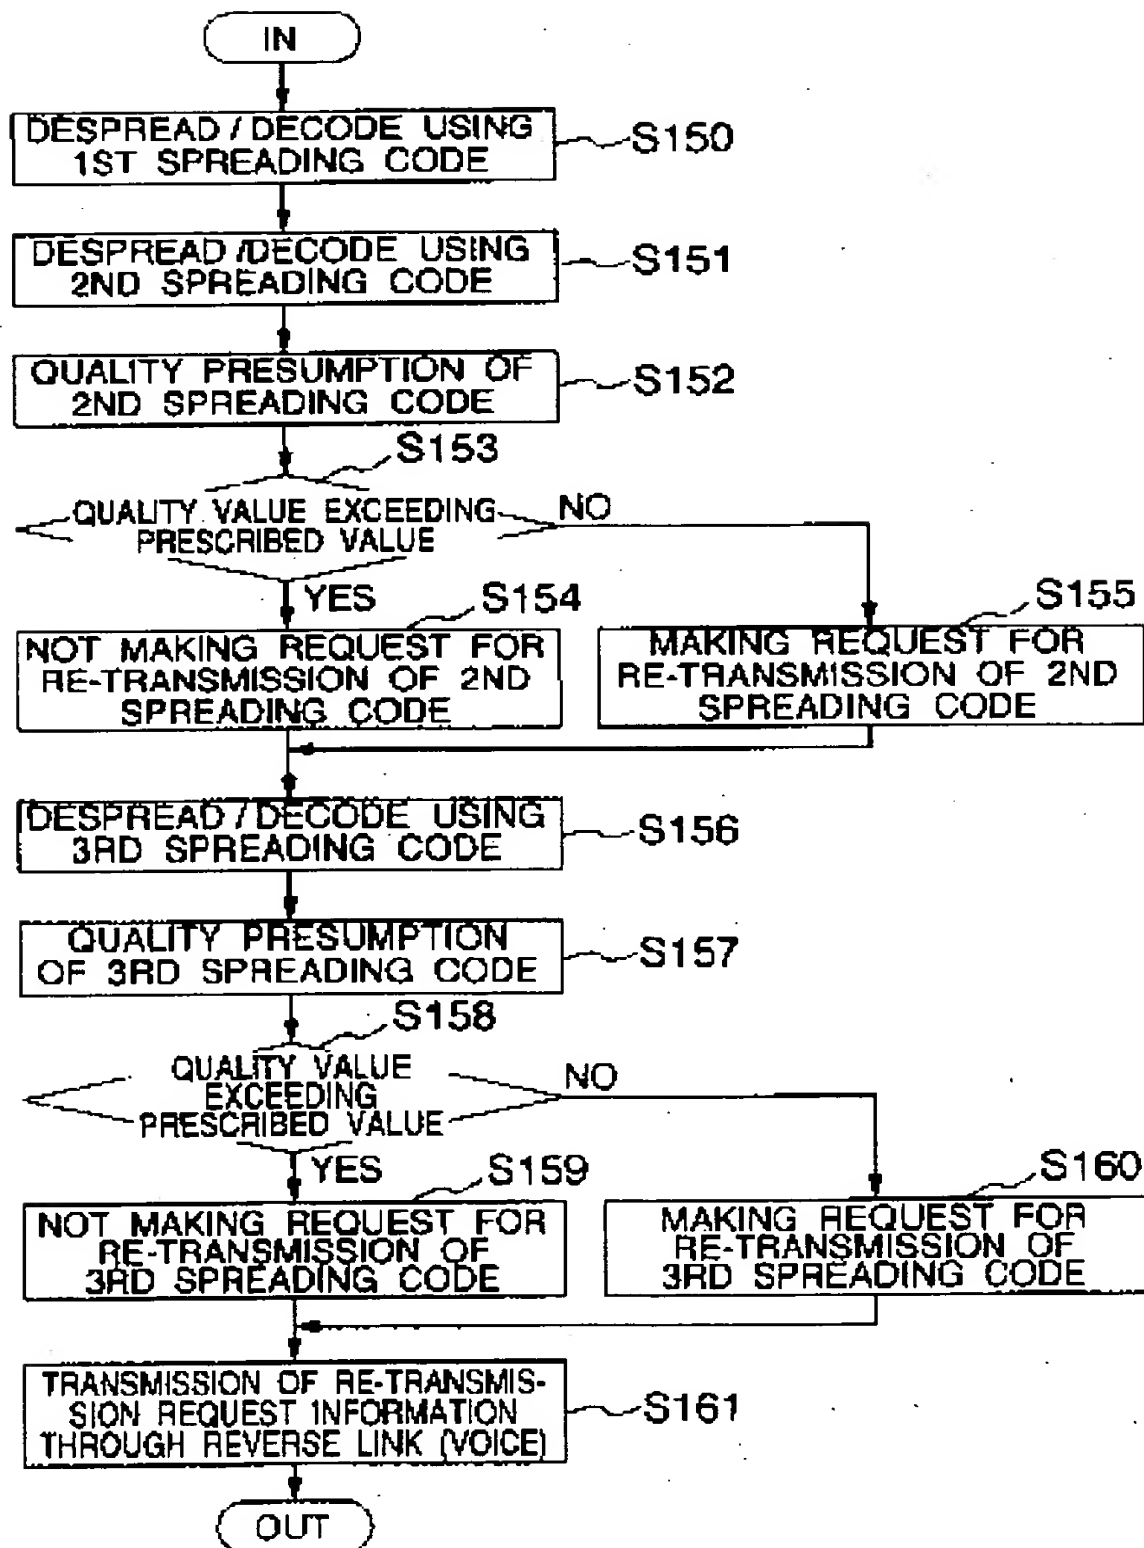 IN
DESPREAD / DECODE USING
1ST SPREADING CODE
S150
DESPREAD /DECODE USING
2ND SPREADING CODE
S151
QUALITY PRESUMPTION OF
2ND SPREADING CODE
S152
S153
QUALITY VALUE EXCEEDING
PRESCRIBED VALUE
NO
YES
S154
S155
NOT MAKING REQUEST FOR
RE-TRANSMISSION OF 2ND
SPREADING CODE
MAKING REQUEST FOR
RE-TRANSMISSION OF 2ND
SPREADING CODE
DESPREAD / DECODE USING
3RD SPREADING CODE
S156
QUALITY PRESUMPTION
OF 3RD SPREADING CODE
S157
S158
QUALITY VALUE
EXCEEDING
PRESCRIBED VALUE
NO
YES
S159
S160
NOT MAKING REQUEST FOR
RE-TRANSMISSION OF
3RD SPREADING CODE
MAKING REQUEST FOR
RE-TRANSMISSION OF
3RD SPREADING CODE
TRANSMISSION OF RE-TRANSMIS-
SION REQUEST INFORMATION
THROUGH REVERSE LINK (VOICE)
S161
OUT